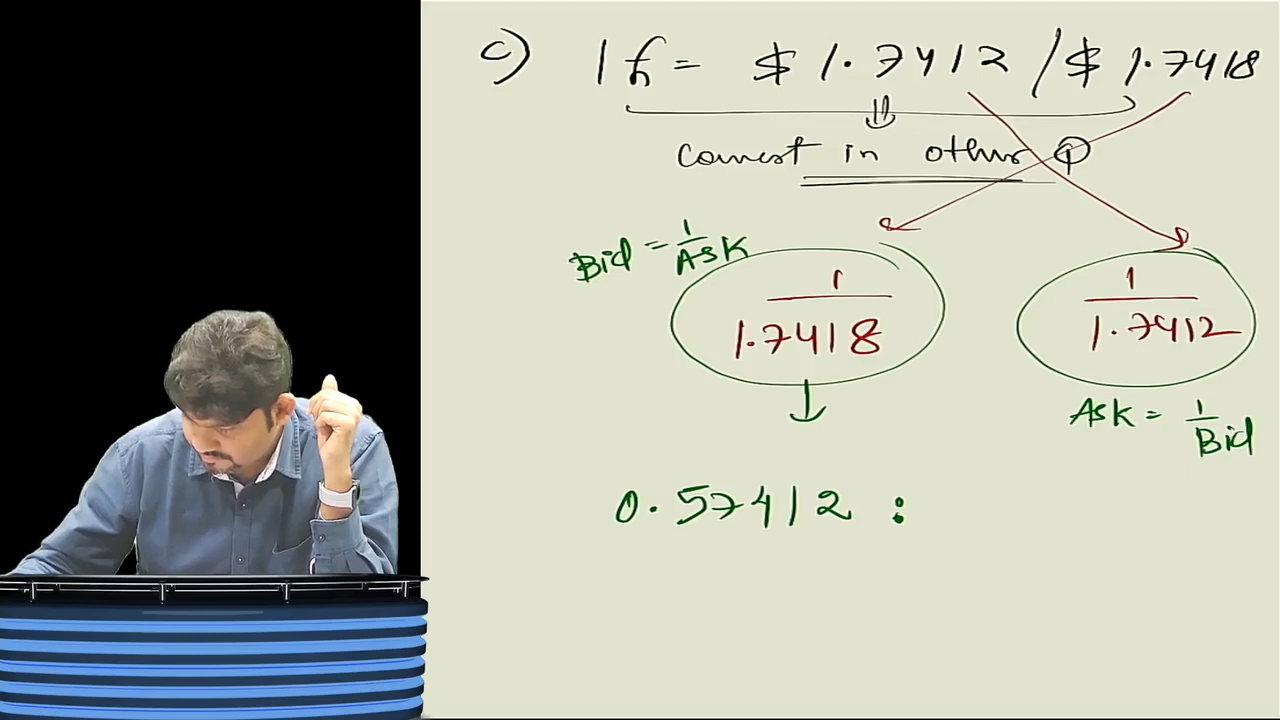 c) 1 £ = $ 1.7412 / $ 1.7418
⇓
convert in other
Bid = 1/Ask
1/1.7418
1/1.7412
↓
Ask = 1/Bid
0.57412 :